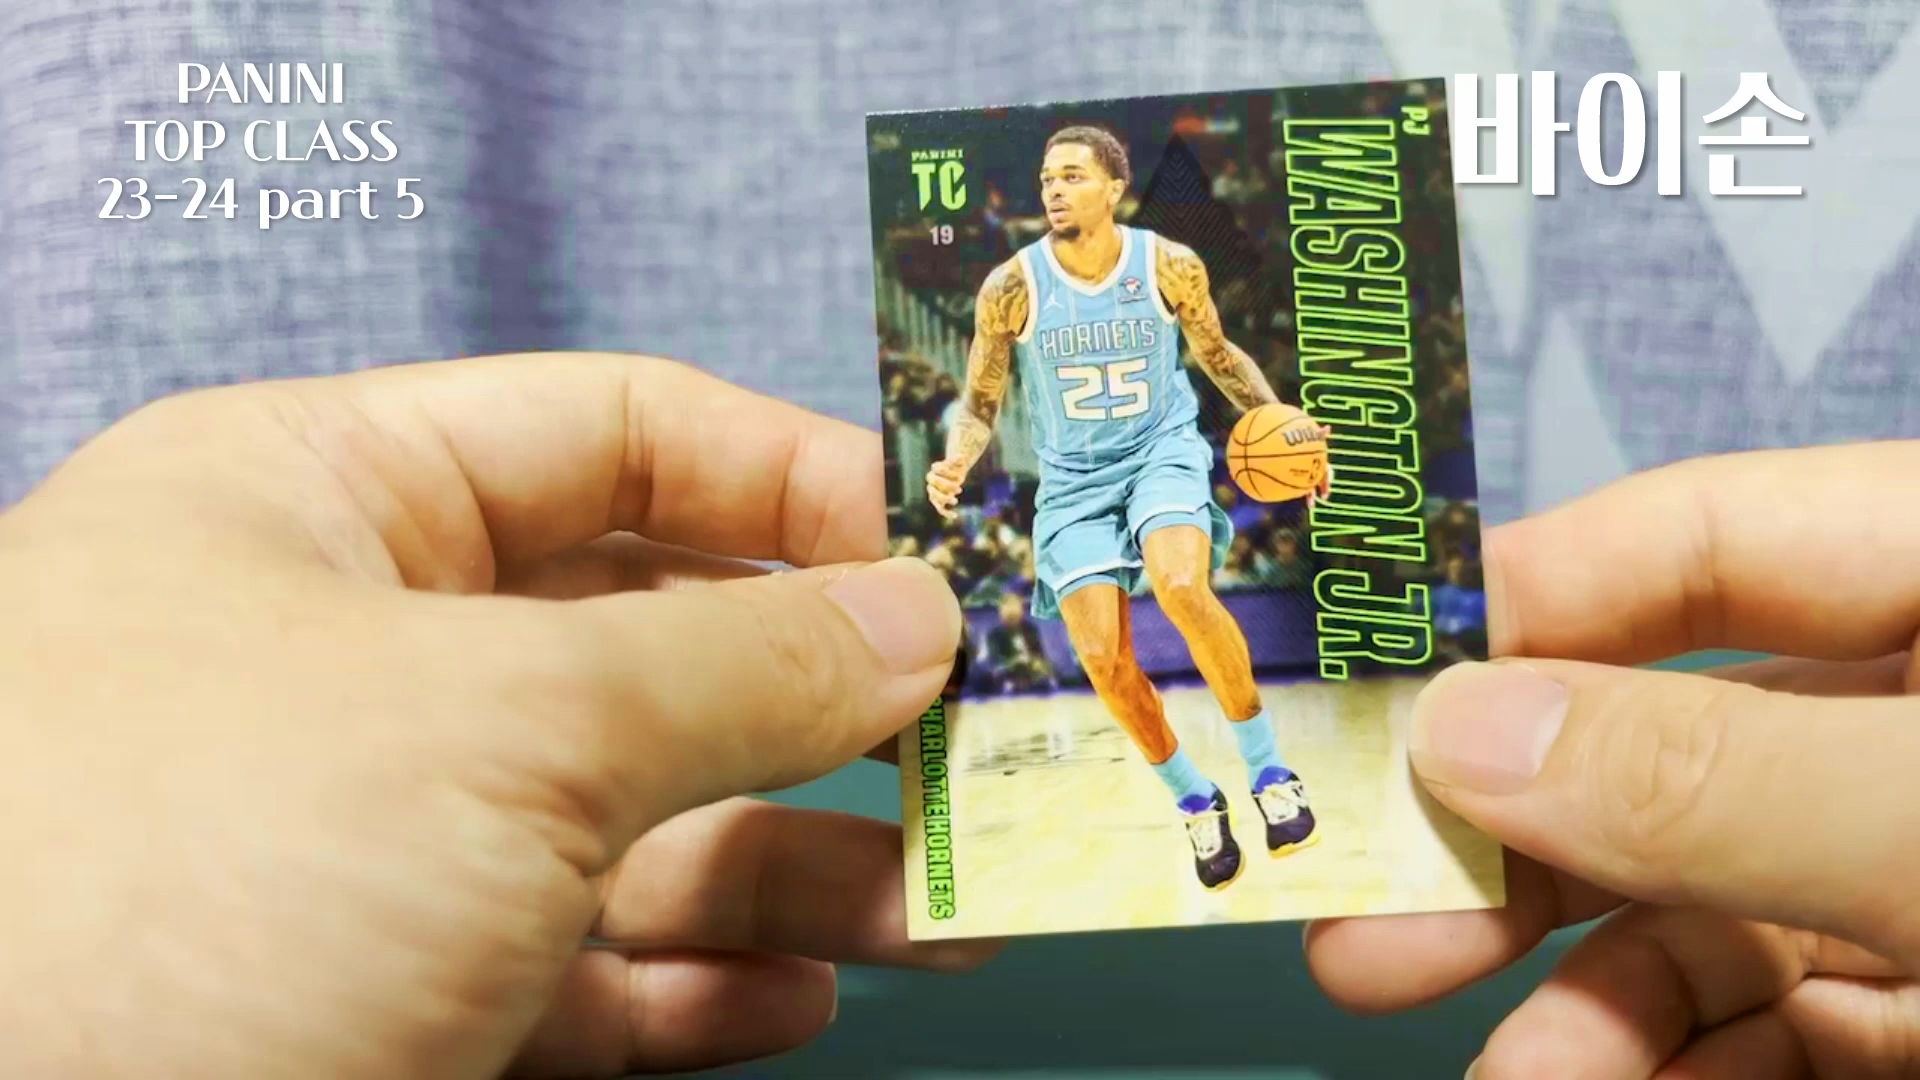 PANINI
TOP CLASS
23-24 part 5
바이손
PANINI
TC
19
PJ
WASHINGTON JR.
HORNETS
25
CHARLOTTE HORNETS